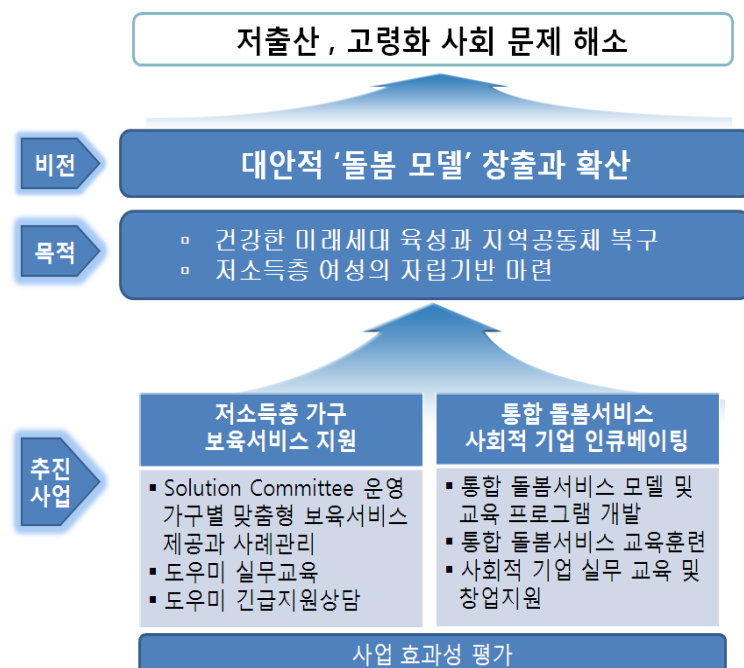 저출산 , 고령화 사회 문제 해소
비전
대안적 ‘돌봄 모델’ 창출과 확산
목적
▫ 건강한 미래세대 육성과 지역공동체 복구
▫ 저소득층 여성의 자립기반 마련
추진
사업
저소득층 가구
보육서비스 지원
▪ Solution Committee 운영
가구별 맞춤형 보육서비스
제공과 사례관리
▪ 도우미 실무교육
▪ 도우미 긴급지원상담
통합 돌봄서비스
사회적 기업 인큐베이팅
▪ 통합 돌봄서비스 모델 및
교육 프로그램 개발
▪ 통합 돌봄서비스 교육훈련
▪ 사회적 기업 실무 교육 및
창업지원
사업 효과성 평가